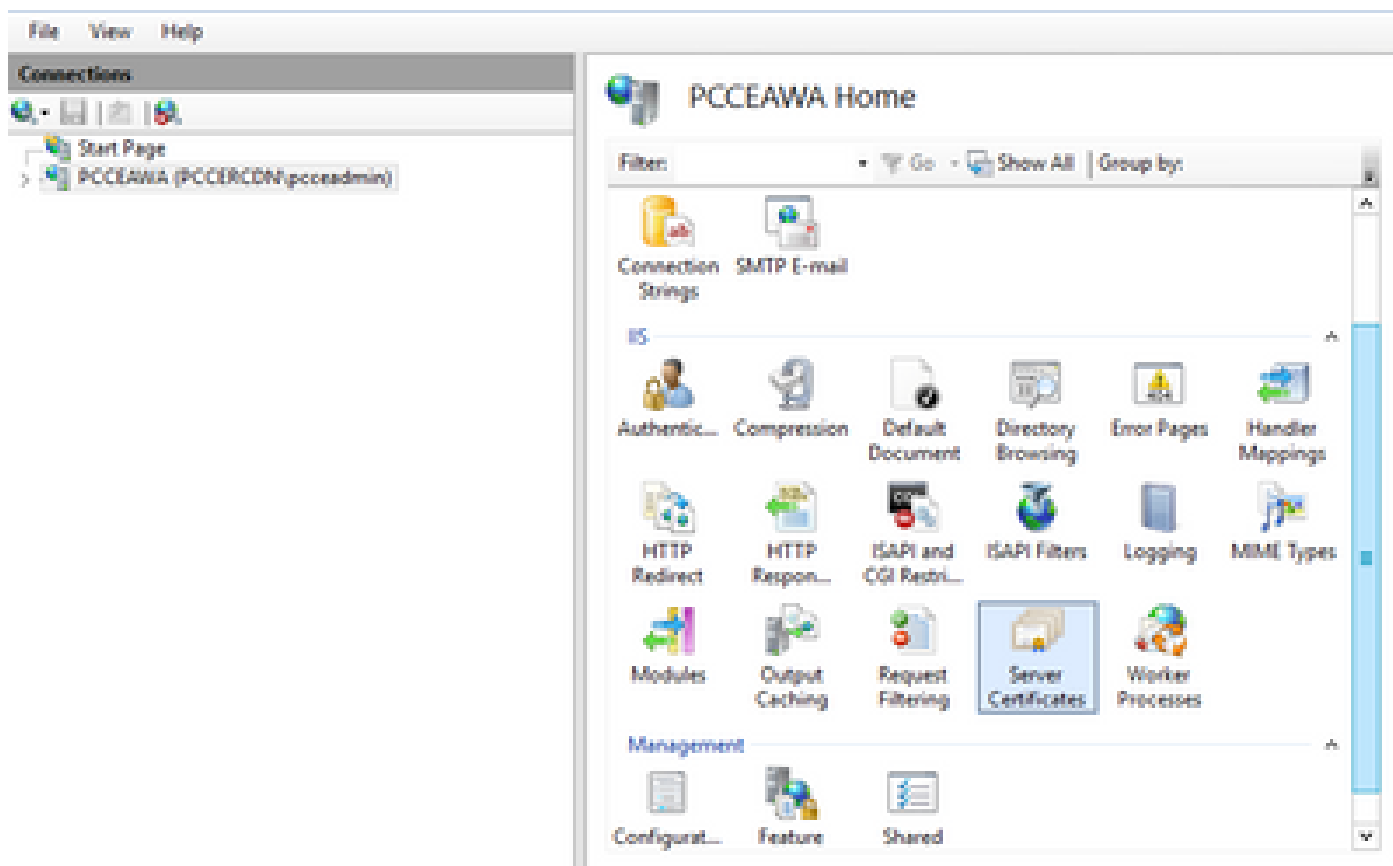 File View Help
Connections
Start Page
PCCEAWA (PCCERCDN\pcceadmin)
PCCEAWA Home
Filter: Go Show All Group by:
Connection Strings
SMTP E-mail
IIS
Authentic...
Compression
Default Document
Directory Browsing
Error Pages
Handler Mappings
HTTP Redirect
HTTP Respon...
ISAPI and CGI Restri...
ISAPI Filters
Logging
MIME Types
Modules
Output Caching
Request Filtering
Server Certificates
Worker Processes
Management
Configurat...
Feature
Shared